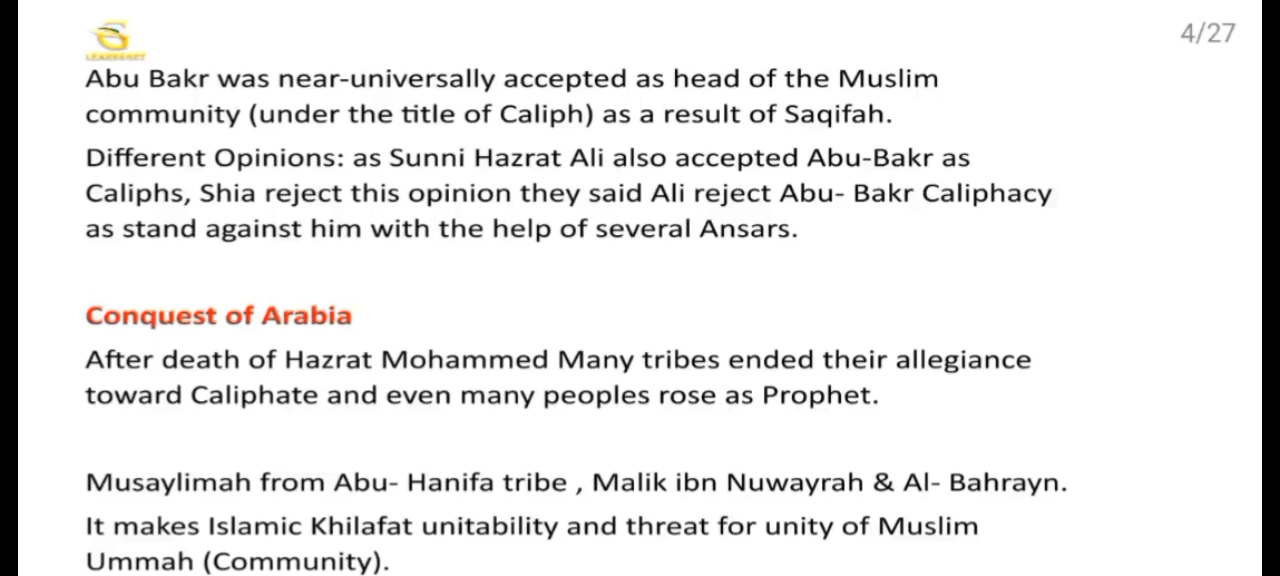 4/27
LEARN&GET
Abu Bakr was near-universally accepted as head of the Muslim
community (under the title of Caliph) as a result of Saqifah.
Different Opinions: as Sunni Hazrat Ali also accepted Abu-Bakr as
Caliphs, Shia reject this opinion they said Ali reject Abu- Bakr Caliphacy
as stand against him with the help of several Ansars.
Conquest of Arabia
After death of Hazrat Mohammed Many tribes ended their allegiance
toward Caliphate and even many peoples rose as Prophet.
Musaylimah from Abu- Hanifa tribe , Malik ibn Nuwayrah & Al- Bahrayn.
It makes Islamic Khilafat unitability and threat for unity of Muslim
Ummah (Community).